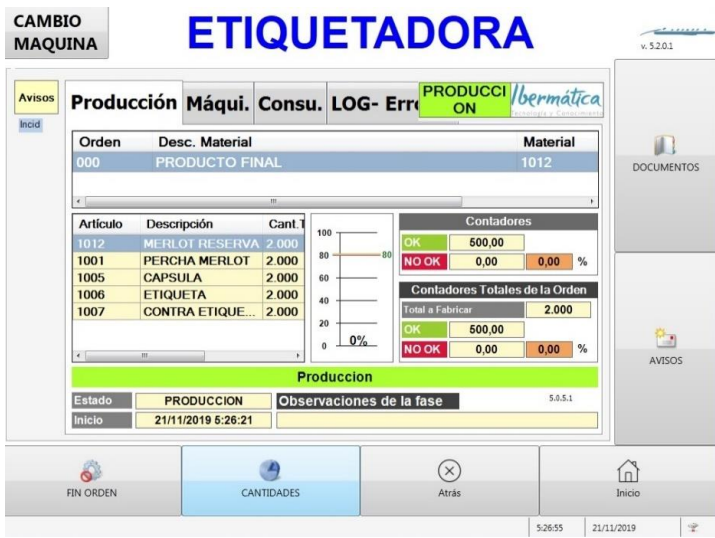 CAMBIO
MAQUINA
ETIQUETADORA
v. 5.2.0.1
Avisos
Incid
Producción Máqui. Consu. LOG- Erro
PRODUCCI
ON
Ibermática
Tecnología y Conocimiento
Orden Desc. Material Material
000 PRODUCTO FINAL 1012
DOCUMENTOS
Artículo Descripción Cant.T
1012 MERLOT RESERVA 2.000
1001 PERCHA MERLOT 2.000
1005 CAPSULA 2.000
1006 ETIQUETA 2.000
1007 CONTRA ETIQUE... 2.000
100
80 80
60
40
20
0 0%
Contadores
OK 500,00
NO OK 0,00 0,00 %
Contadores Totales de la Orden
Total a Fabricar 2.000
OK 500,00
NO OK 0,00 0,00 %
AVISOS
Produccion
Estado PRODUCCION Observaciones de la fase 5.0.5.1
Inicio 21/11/2019 5:26:21
FIN ORDEN CANTIDADES Atrás Inicio
5:26:55 21/11/2019